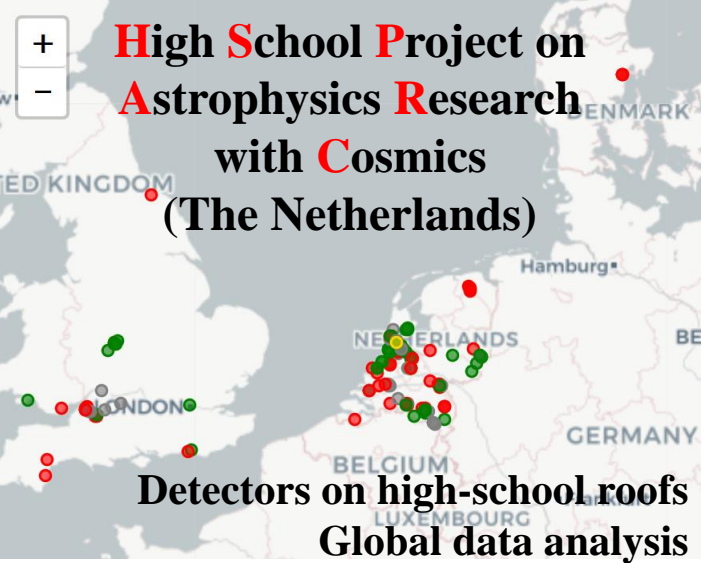 +
High School Project on
−
Astrophysics Research
DENMARK
with Cosmics
TED KINGDOM
(The Netherlands)
Hamburg
NETHERLANDS
BE
LONDON
GERMANY
BELGIUM
Detectors on high-school roofs
LUXEMBOURG
Global data analysis